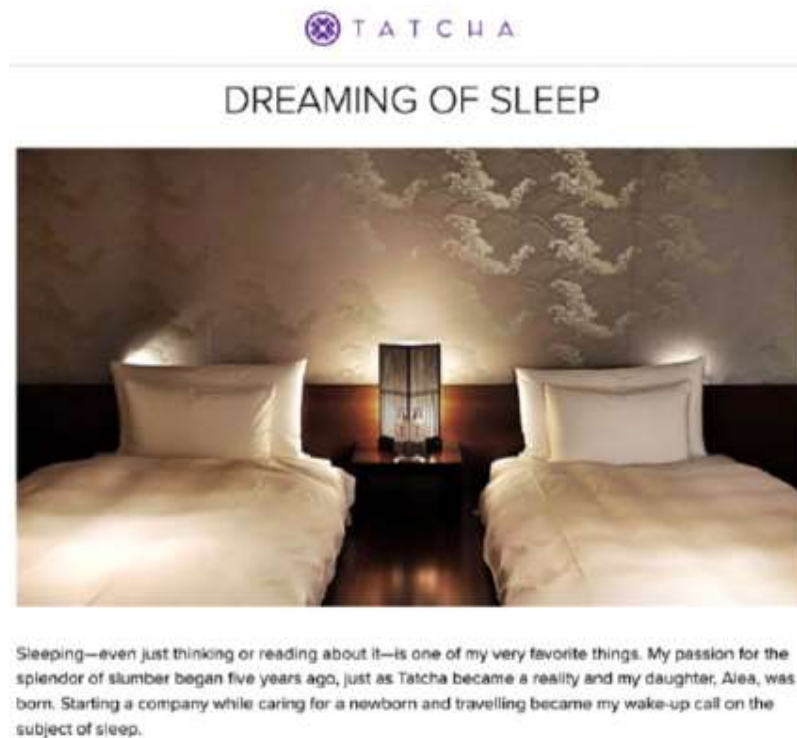 TATCHA
DREAMING OF SLEEP
Sleeping—even just thinking or reading about it—is one of my very favorite things. My passion for the
splendor of slumber began five years ago, just as Tatcha became a reality and my daughter, Alea, was
born. Starting a company while caring for a newborn and travelling became my wake-up call on the
subject of sleep.